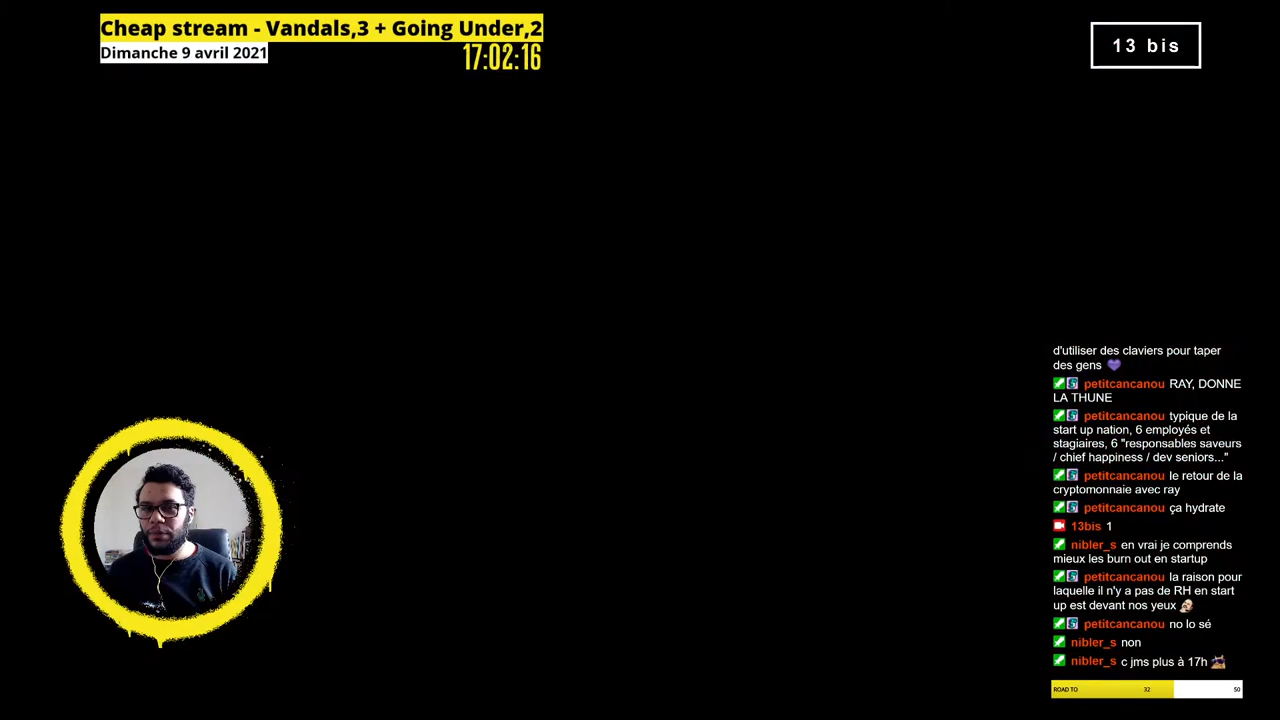 Cheap stream - Vandals,3 + Going Under,2
Dimanche 9 avril 2021
17:02:16
13 bis
d'utiliser des claviers pour taper
des gens
petitcancanou RAY, DONNE
LA THUNE
petitcancanou typique de la
start up nation, 6 employés et
stagiaires, 6 "responsables saveurs
/ chief happiness / dev seniors..."
petitcancanou le retour de la
cryptomonnaie avec ray
petitcancanou ça hydrate
13bis 1
nibler_s en vrai je comprends
mieux les burn out en startup
petitcancanou la raison pour
laquelle il n'y a pas de RH en start
up est devant nos yeux
petitcancanou no lo sé
nibler_s non
nibler_s c jms plus à 17h
ROAD TO 32 50